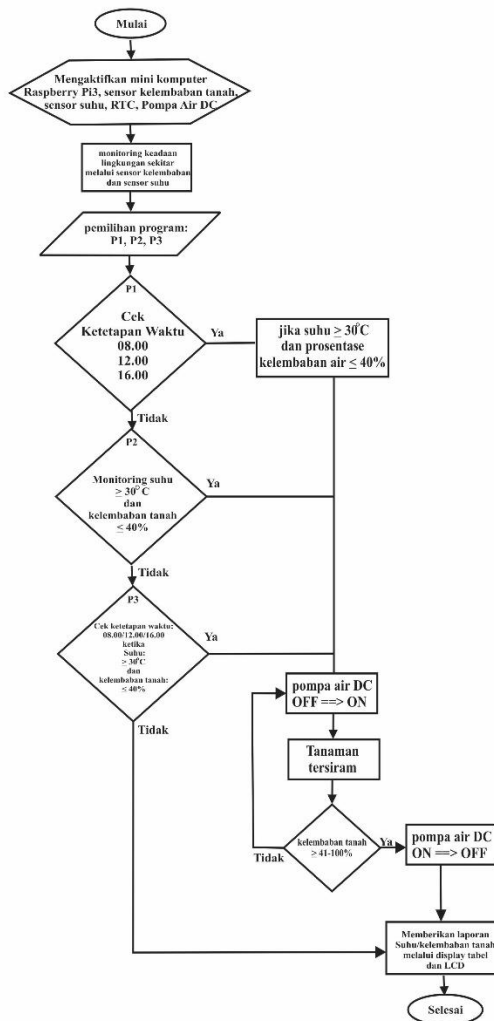 Mulai
Mengaktifkan mini komputer
Raspberry Pi3, sensor kelembaban tanah,
sensor suhu, RTC, Pompa Air DC
monitoring keadaan
lingkungan sekitar
melalui sensor kelembaban
dan sensor suhu
pemilihan program:
P1, P2, P3
P1
Cek
Ketetapan Waktu
08.00
12.00
16.00
Ya
jika suhu ≥ 30°C
dan prosentase
kelembaban air ≤ 40%
Tidak
P2
Monitoring suhu
≥ 30°C
dan
kelembaban tanah
≤ 40%
Ya
Tidak
P3
Cek ketetapan waktu:
08.00/12.00/16.00
ketika
Suhu:
≥ 30°C
dan
kelembaban tanah:
≤ 40%
Ya
Tidak
pompa air DC
OFF ==> ON
Tanaman
tersiram
kelembaban tanah
≥ 41-100%
Tidak
Ya
pompa air DC
ON ==> OFF
Memberikan laporan
Suhu/kelembaban tanah
melalui display tabel
dan LCD
Selesai